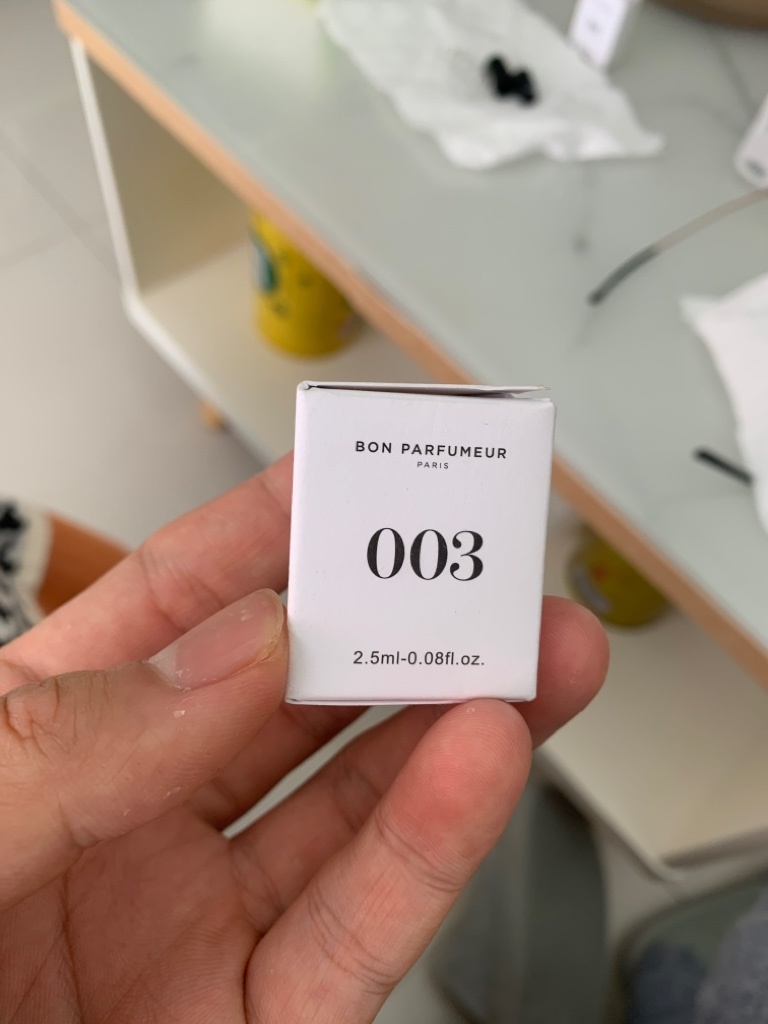 BON PARFUMEUR
PARIS
003
2.5ml-0.08fl.oz.